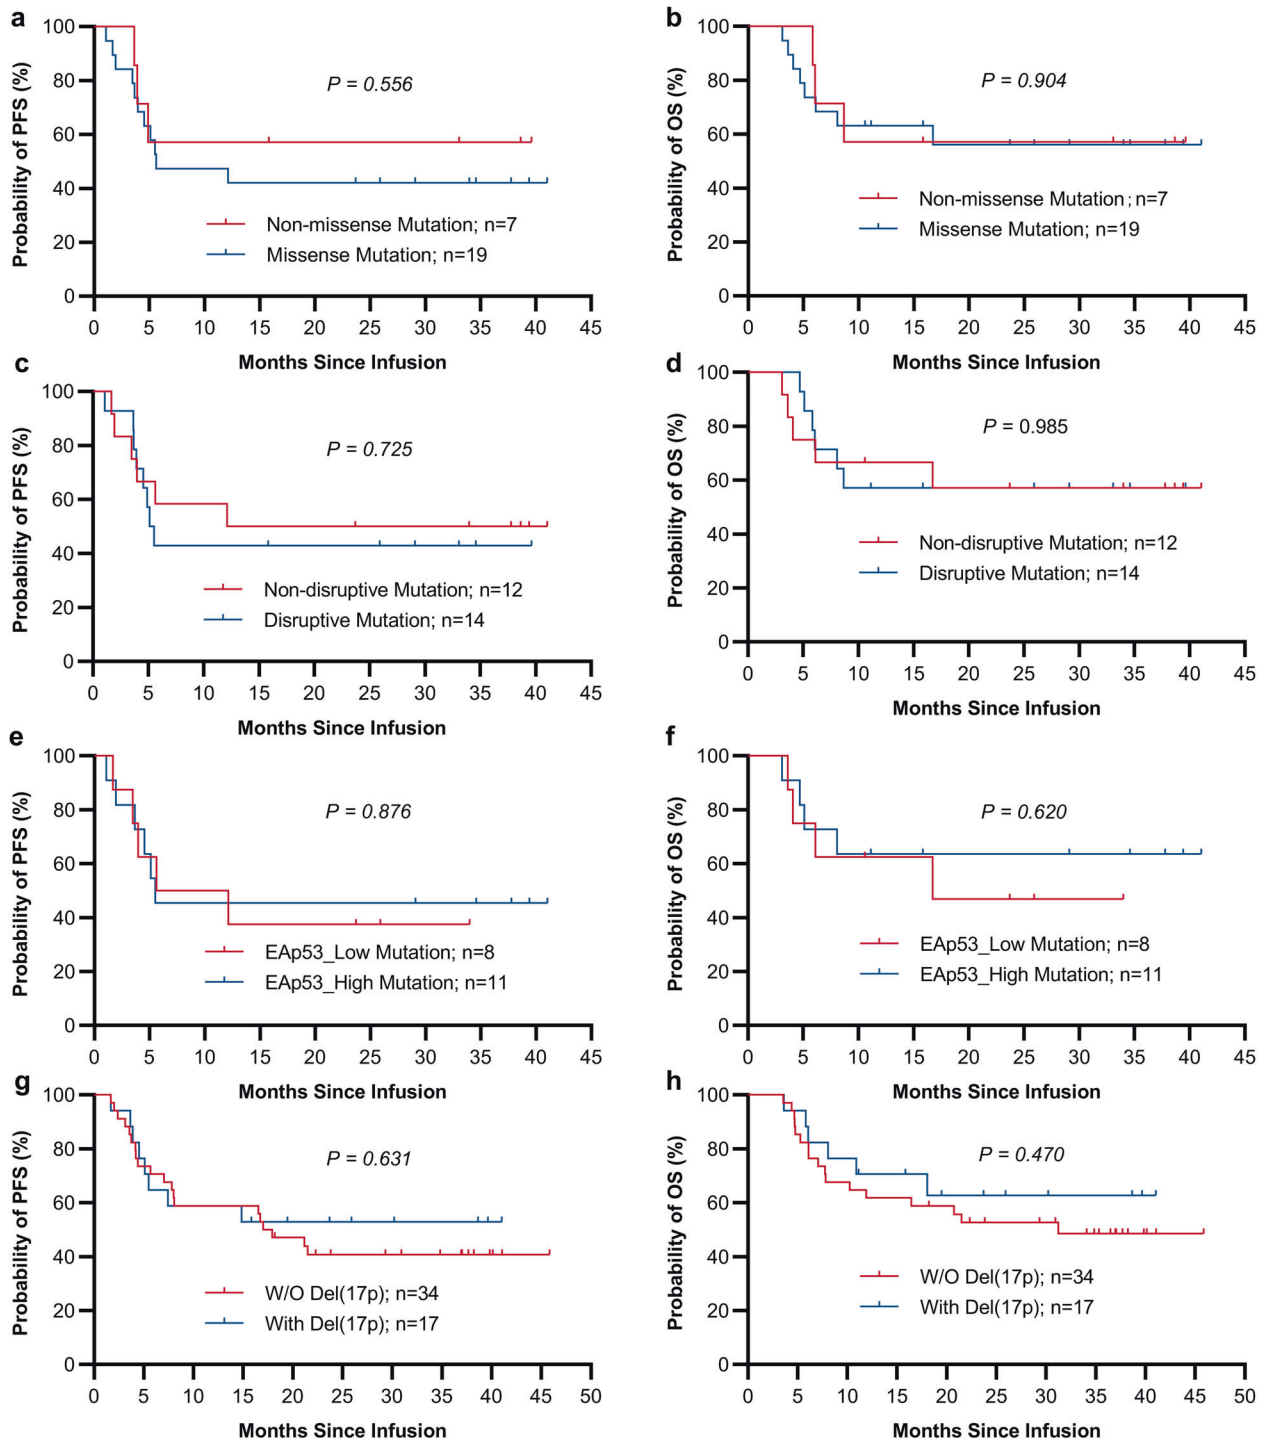 a
Probability of PFS (%)
100
80
60
40
20
0
P = 0.556
Non-missense Mutation; n=7
Missense Mutation; n=19
0 5 10 15 20 25 30 35 40 45
Months Since Infusion
b
Probability of OS (%)
100
80
60
40
20
0
P = 0.904
Non-missense Mutation; n=7
Missense Mutation; n=19
0 5 10 15 20 25 30 35 40 45
Months Since Infusion
c
Probability of PFS (%)
100
80
60
40
20
0
P = 0.725
Non-disruptive Mutation; n=12
Disruptive Mutation; n=14
0 5 10 15 20 25 30 35 40 45
Months Since Infusion
d
Probability of OS (%)
100
80
60
40
20
0
P = 0.985
Non-disruptive Mutation; n=12
Disruptive Mutation; n=14
0 5 10 15 20 25 30 35 40 45
Months Since Infusion
e
Probability of PFS (%)
100
80
60
40
20
0
P = 0.876
EAp53_Low Mutation; n=8
EAp53_High Mutation; n=11
0 5 10 15 20 25 30 35 40 45
Months Since Infusion
f
Probability of OS (%)
100
80
60
40
20
0
P = 0.620
EAp53_Low Mutation; n=8
EAp53_High Mutation; n=11
0 5 10 15 20 25 30 35 40 45
Months Since Infusion
g
Probability of PFS (%)
100
80
60
40
20
0
P = 0.631
W/O Del(17p); n=34
With Del(17p); n=17
0 5 10 15 20 25 30 35 40 45 50
Months Since Infusion
h
Probability of OS (%)
100
80
60
40
20
0
P = 0.470
W/O Del(17p); n=34
With Del(17p); n=17
0 5 10 15 20 25 30 35 40 45 50
Months Since Infusion